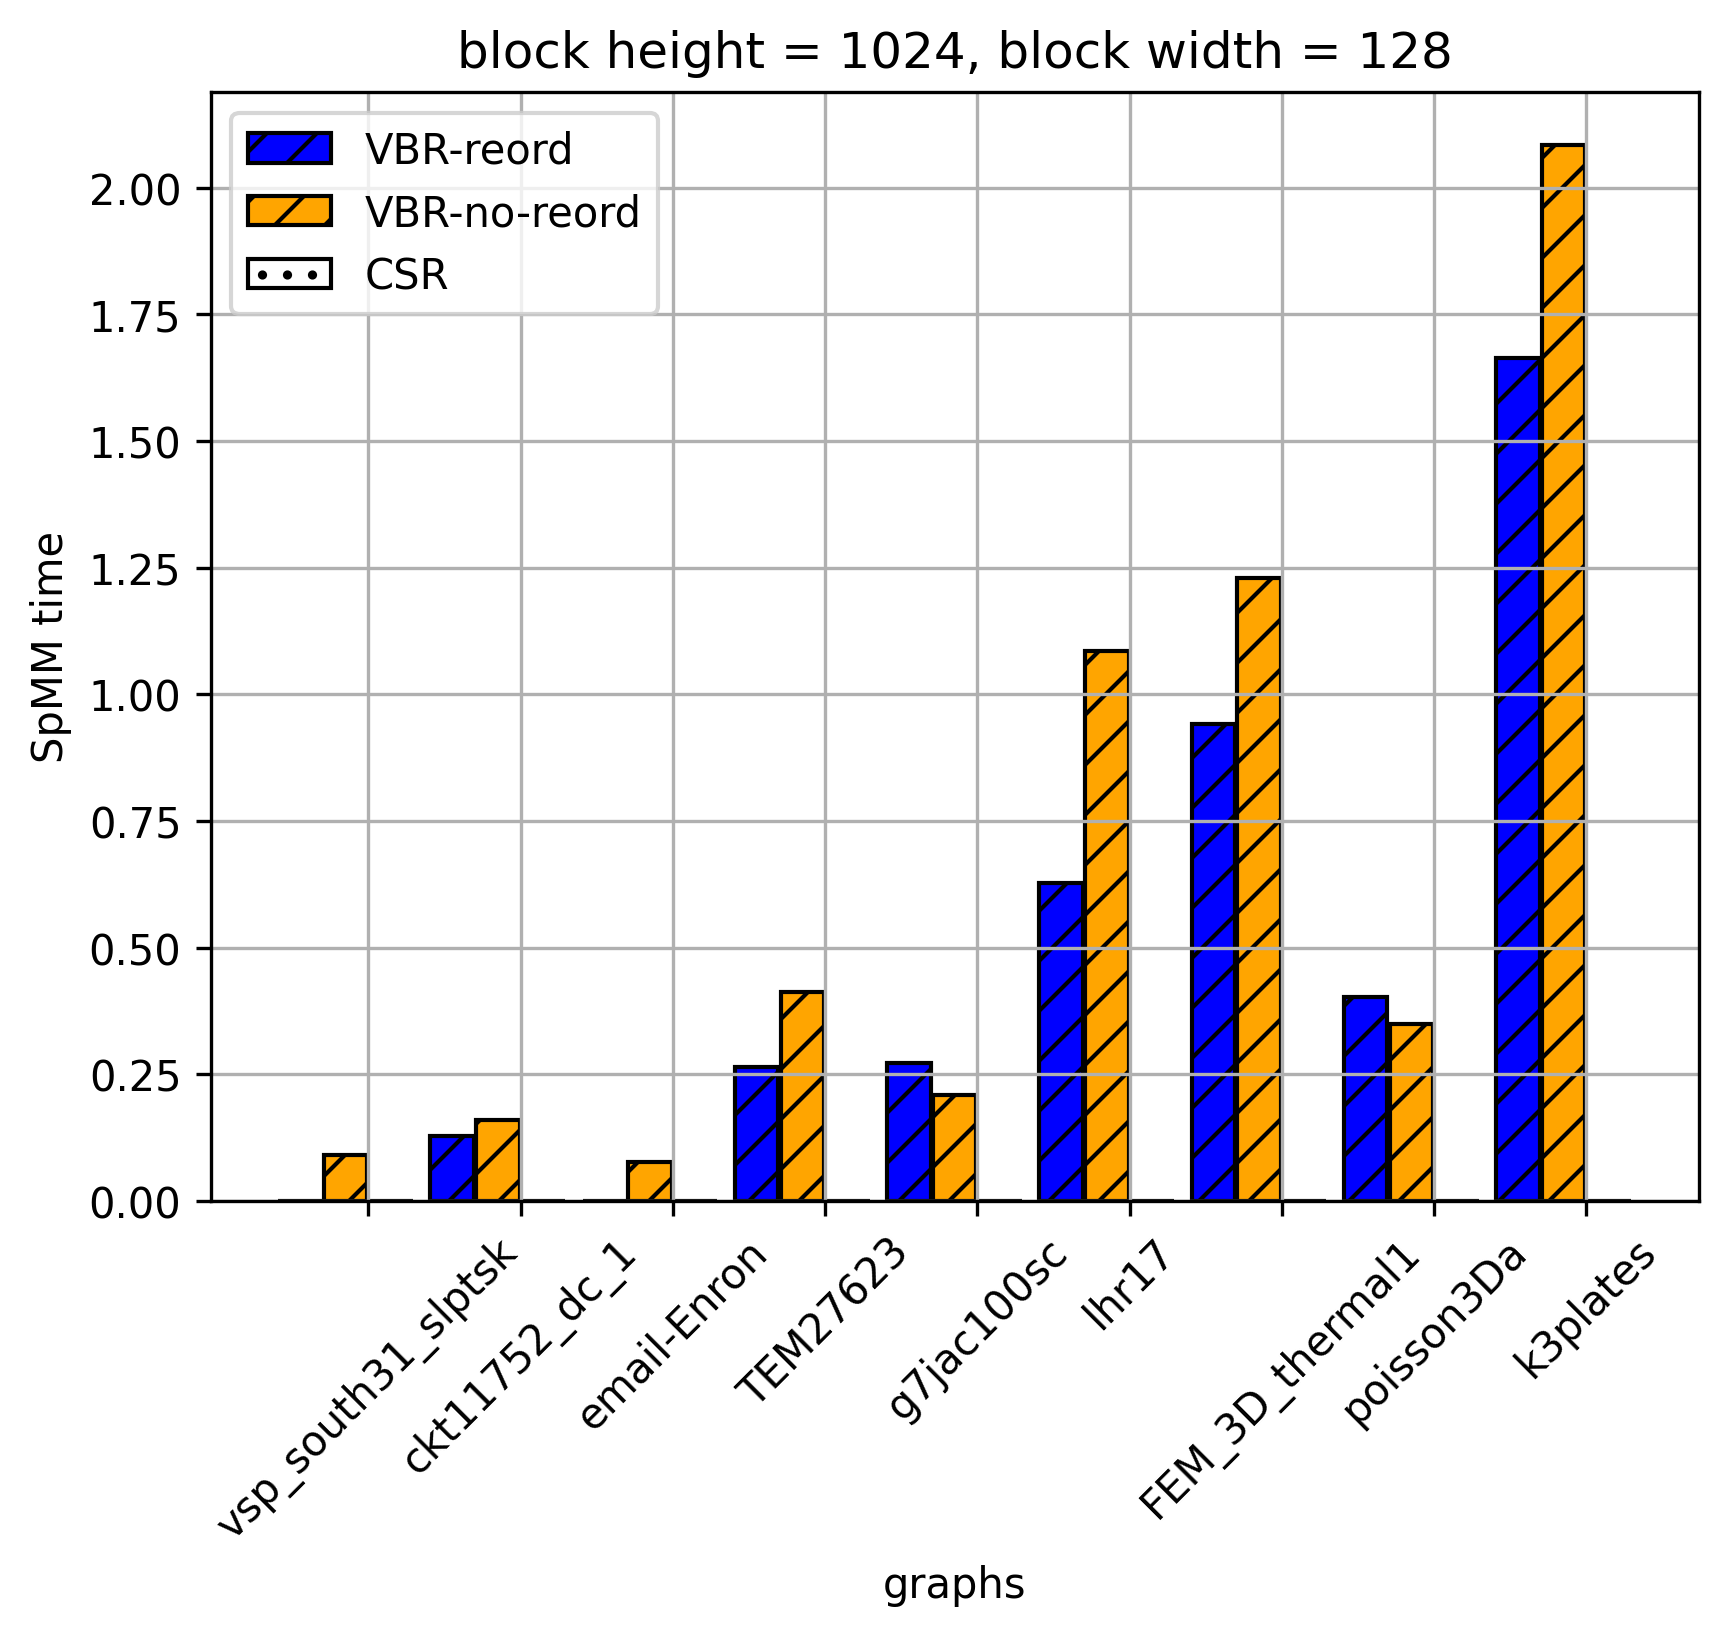 block height = 1024, block width = 128
VBR-reord
VBR-no-reord
CSR
2.00
1.75
1.50
1.25
1.00
0.75
0.50
0.25
0.00
SpMM time
vsp_south31_slptsk
ckt11752_dc_1
email-Enron
TEM27623
g7jac100sc
lhr17
FEM_3D_thermal1
poisson3Da
k3plates
graphs